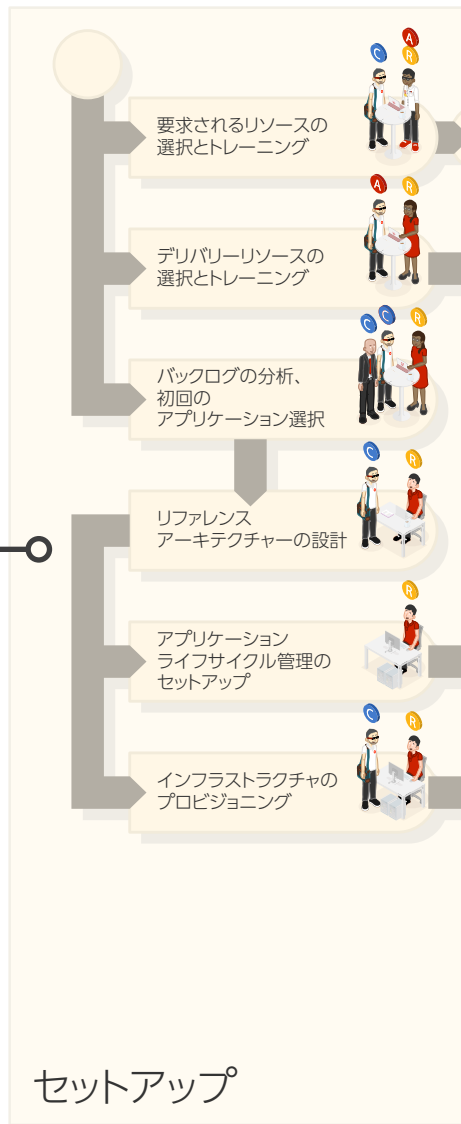 A
C R
要求されるリソースの
選択とトレーニング
A R
デリバリーリソースの
選択とトレーニング
C C R
バックログの分析、
初回の
アプリケーション選択
C R
リファレンス
アーキテクチャーの設計
R
アプリケーション
ライフサイクル管理の
セットアップ
C R
インフラストラクチャの
プロビジョニング
セットアップ